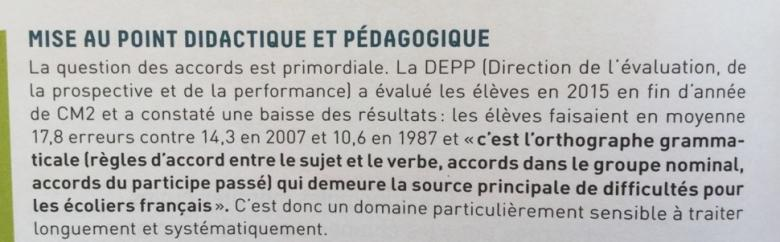 MISE AU POINT DIDACTIQUE ET PÉDAGOGIQUE
La question des accords est primordiale. La DEPP (Direction de l'évaluation, de
la prospective et de la performance) a évalué les élèves en 2015 en fin d'année
de CM2 et a constaté une baisse des résultats : les élèves faisaient en moyenne
17,8 erreurs contre 14,3 en 2007 et 10,6 en 1987 et « c'est l'orthographe gramma-
ticale (règles d'accord entre le sujet et le verbe, accords dans le groupe nominal,
accords du participe passé) qui demeure la source principale de difficultés pour
les écoliers français ». C'est donc un domaine particulièrement sensible à traiter
longuement et systématiquement.